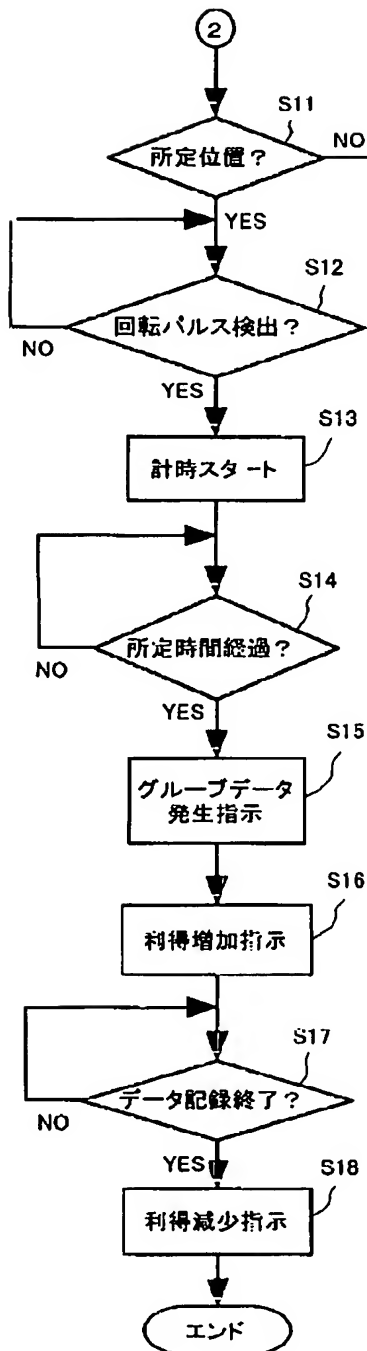 2
S11
所定位置？
NO
YES
S12
回転パルス検出？
NO
YES
S13
計時スタート
S14
所定時間経過？
NO
YES
S15
グループデータ
発生指示
S16
利得増加指示
S17
データ記録終了？
NO
YES
S18
利得減少指示
エンド